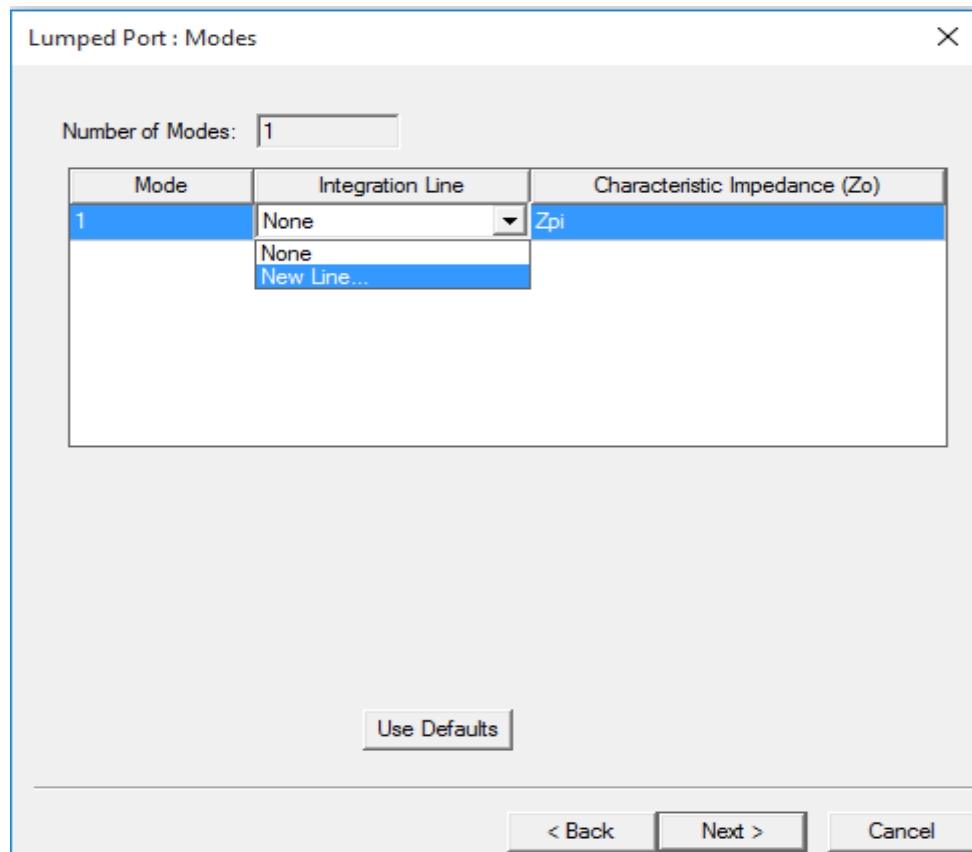 Lumped Port : Modes
Number of Modes: 1
Mode Integration Line Characteristic Impedance (Zo)
1 None Zpi
None
New Line...
Use Defaults
< Back Next > Cancel